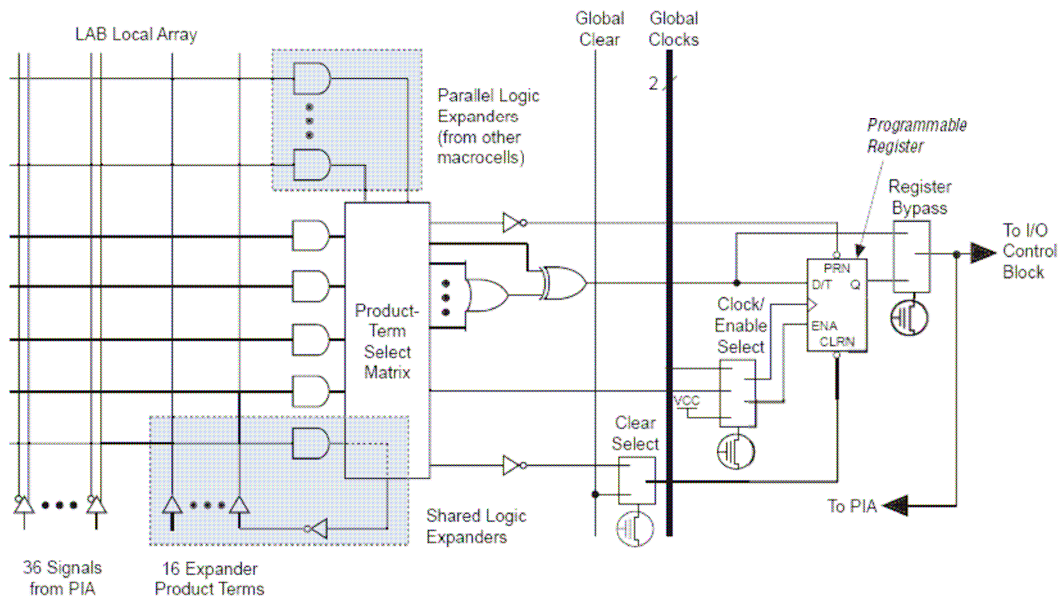 LAB Local Array
Global
Clear
Global
Clocks
2
Parallel Logic
Expanders
(from other
macrocells)
Programmable
Register
Register
Bypass
To I/O
Control
Block
PRN
D/T
Q
ENA
CLRN
Product-
Term
Select
Matrix
Clock/
Enable
Select
VCC
Clear
Select
To PIA
Shared Logic
Expanders
36 Signals
from PIA
16 Expander
Product Terms